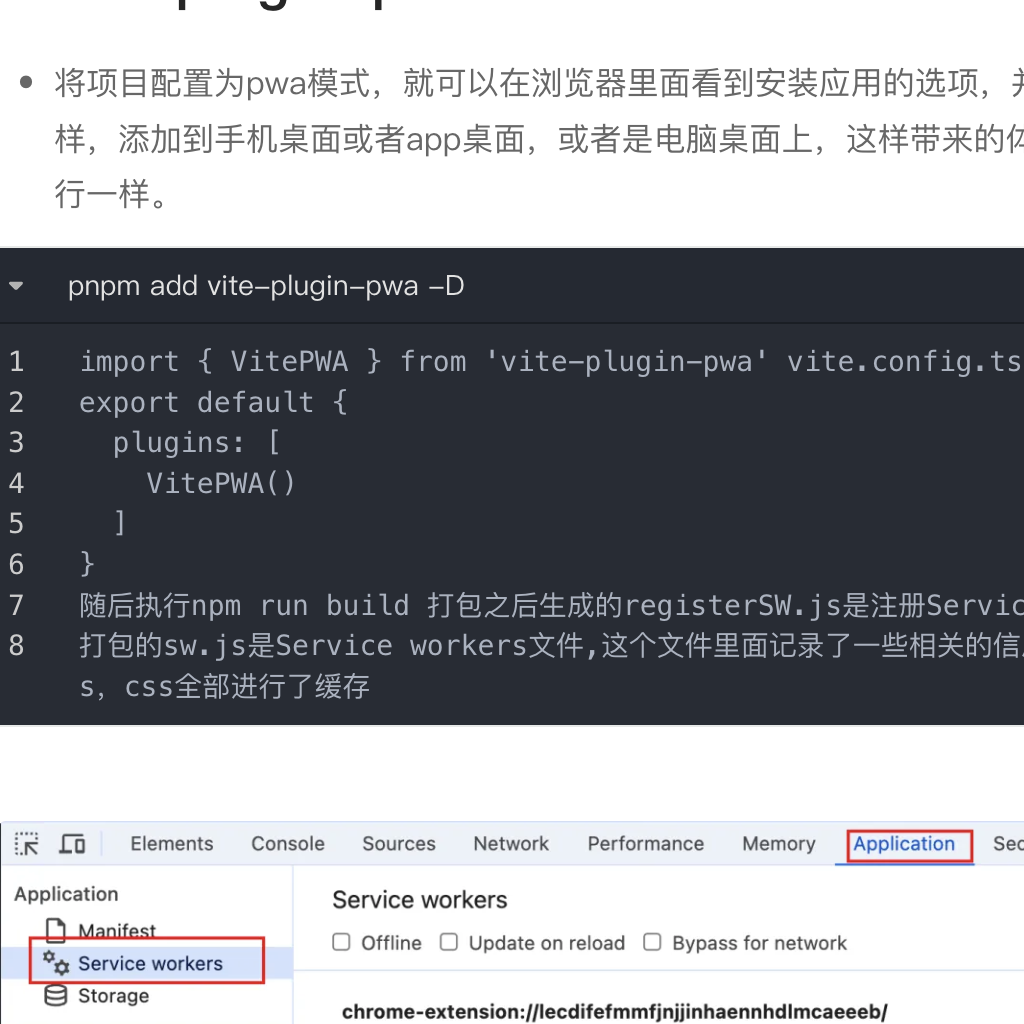 将项目配置为pwa模式，就可以在浏览器里面看到安装应用的选项，
样，添加到手机桌面或者app桌面，或者是电脑桌面上，这样带来的
行一样。
pnpm add vite-plugin-pwa -D
1 import { VitePWA } from 'vite-plugin-pwa' vite.config.ts
2 export default {
3 plugins: [
4 VitePWA()
5 ]
6 }
7 随后执行npm run build 打包之后生成的registerSW.js是注册Servic
8 打包的sw.js是Service workers文件,这个文件里面记录了一些相关的信
s，css全部进行了缓存
Elements Console Sources Network Performance Memory Application Sec
Application
Service workers
Manifest
Offline Update on reload Bypass for network
Service workers
Storage
chrome-extension://lecdifefmmfjnjjinhaennhdlmcaeeeb/